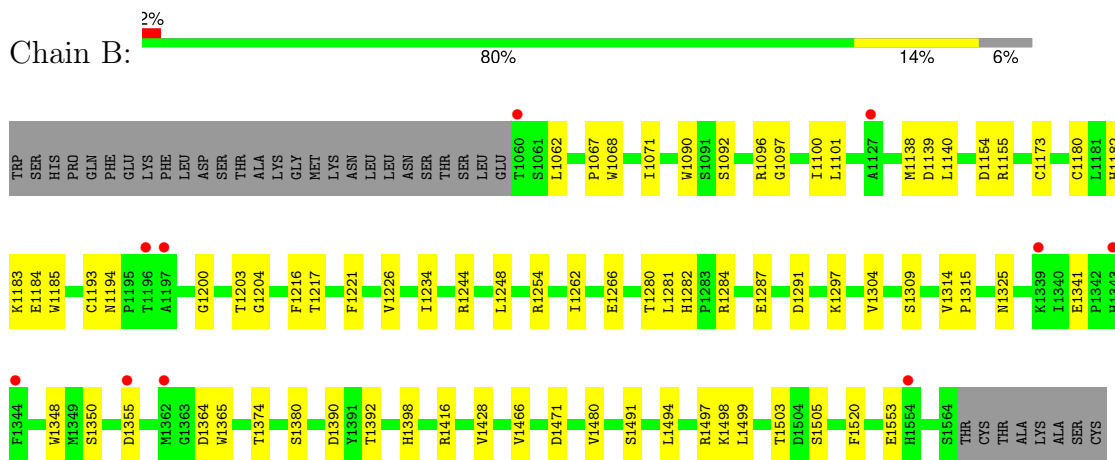 2%
Chain B:
80% 14% 6%
TRP SER HIS PRO GLN PHE GLU LYS PHE LEU ASP SER THR ALA LYS GLY MET LYS ASN LEU LEU ASN SER THR SER LEU GLU T1060 S1061 L1062 P1067 W1068 I1071 W1090 S1091 S1092 R1096 G1097 I1100 L1101 A1127 M1138 D1139 L1140 D1154 R1155 C1173 C1180 L1181 H1182
K1183 E1184 W1185 C1193 N1194 P1195 T1196 A1197 G1200 T1203 G1204 F1216 T1217 F1221 V1226 I1234 R1244 L1248 R1254 I1262 E1266 T1280 L1281 H1282 P1283 R1284 E1287 D1291 K1297 V1304 S1309 V1314 P1315 N1325 K1339 I1340 E1341 P1342 H1343
F1344 W1348 M1349 S1350 D1355 M1362 G1363 D1364 W1365 T1374 S1380 D1390 Y1391 T1392 H1398 R1416 V1428 V1466 D1471 V1480 S1491 L1494 R1497 K1498 L1499 T1503 D1504 S1505 F1520 E1553 H1554 S1564 THR CYS THR ALA LYS ALA SER CYS